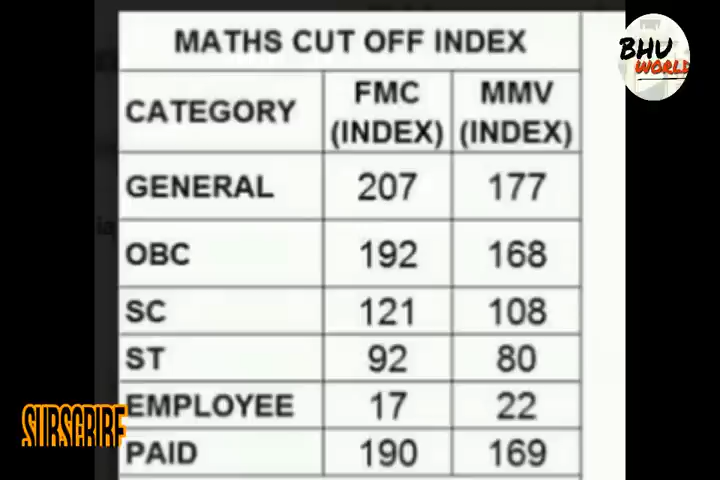 MATHS CUT OFF INDEX
BHU
WORLD
CATEGORY FMC (INDEX) MMV (INDEX)
GENERAL 207 177
OBC 192 168
SC 121 108
ST 92 80
EMPLOYEE 17 22
PAID 190 169
SUBSCRIBE